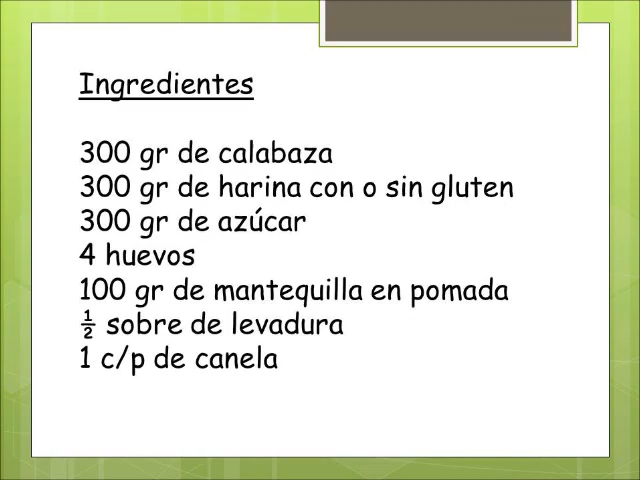 Ingredientes
300 gr de calabaza
300 gr de harina con o sin gluten
300 gr de azúcar
4 huevos
100 gr de mantequilla en pomada
½ sobre de levadura
1 c/p de canela